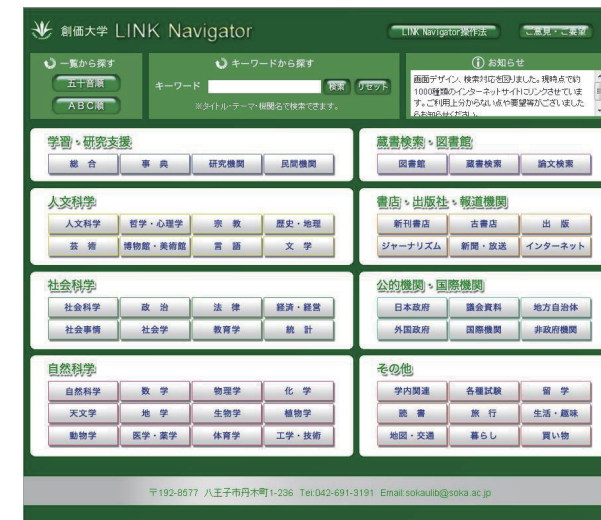 創価大学 LINK Navigator
LINK Navigator操作法
ご意見・ご要望
一覧から探す
五十音順
ABC順
キーワードから探す
キーワード 検索 リセット
※タイトル・テーマ・機関名で検索できます。
お知らせ
画面デザイン、検索対応を図りました。現時点で約
1000種類のインターネットサイトにリンクさせていま
す。ご利用上分からない点や要望等がございました
らお知らせください。
学習・研究支援
総 合 事 典 研究機関 民間機関
蔵書検索・図書館
図書館 蔵書検索 論文検索
人文科学
人文科学 哲学・心理学 宗 教 歴史・地理
芸 術 博物館・美術館 言 語 文 学
書店・出版社・報道機関
新刊書店 古書店 出 版
ジャーナリズム 新聞・放送 インターネット
社会科学
社会科学 政 治 法 律 経済・経営
社会事情 社会学 教育学 統 計
公的機関・国際機関
日本政府 議会資料 地方自治体
外国政府 国際機関 非政府機関
自然科学
自然科学 数 学 物理学 化 学
天文学 地 学 生物学 植物学
動物学 医学・薬学 体育学 工学・技術
その他
学内関連 各種試験 留 学
読 書 旅 行 生活・趣味
地図・交通 暮らし 買い物
〒192-8577 八王子市丹木町1-236 Tel:042-691-3191 Email:sokaulib@soka.ac.jp